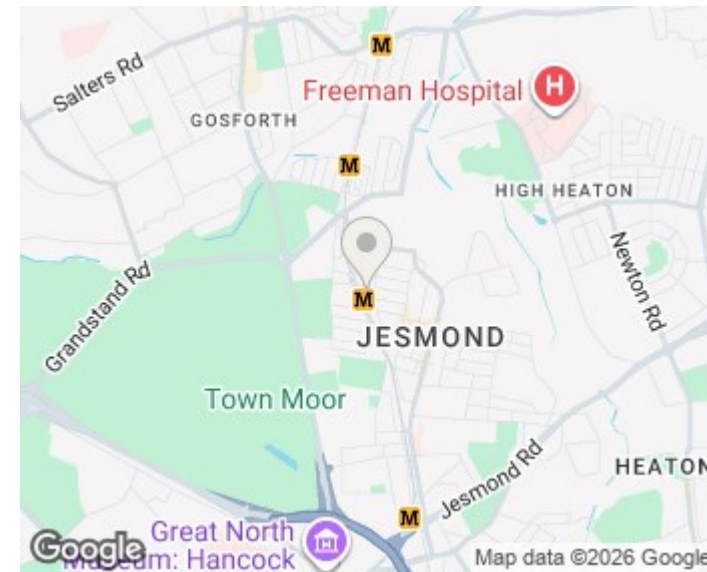 M
Salters Rd
Freeman Hospital
H
GOSFORTH
M
HIGH HEATON
Newton Rd
Grandstand Rd
M
JESMOND
Town Moor
Jesmond Rd
HEATON
M
Great North
Museum: Hancock
Google
Map data ©2026 Google